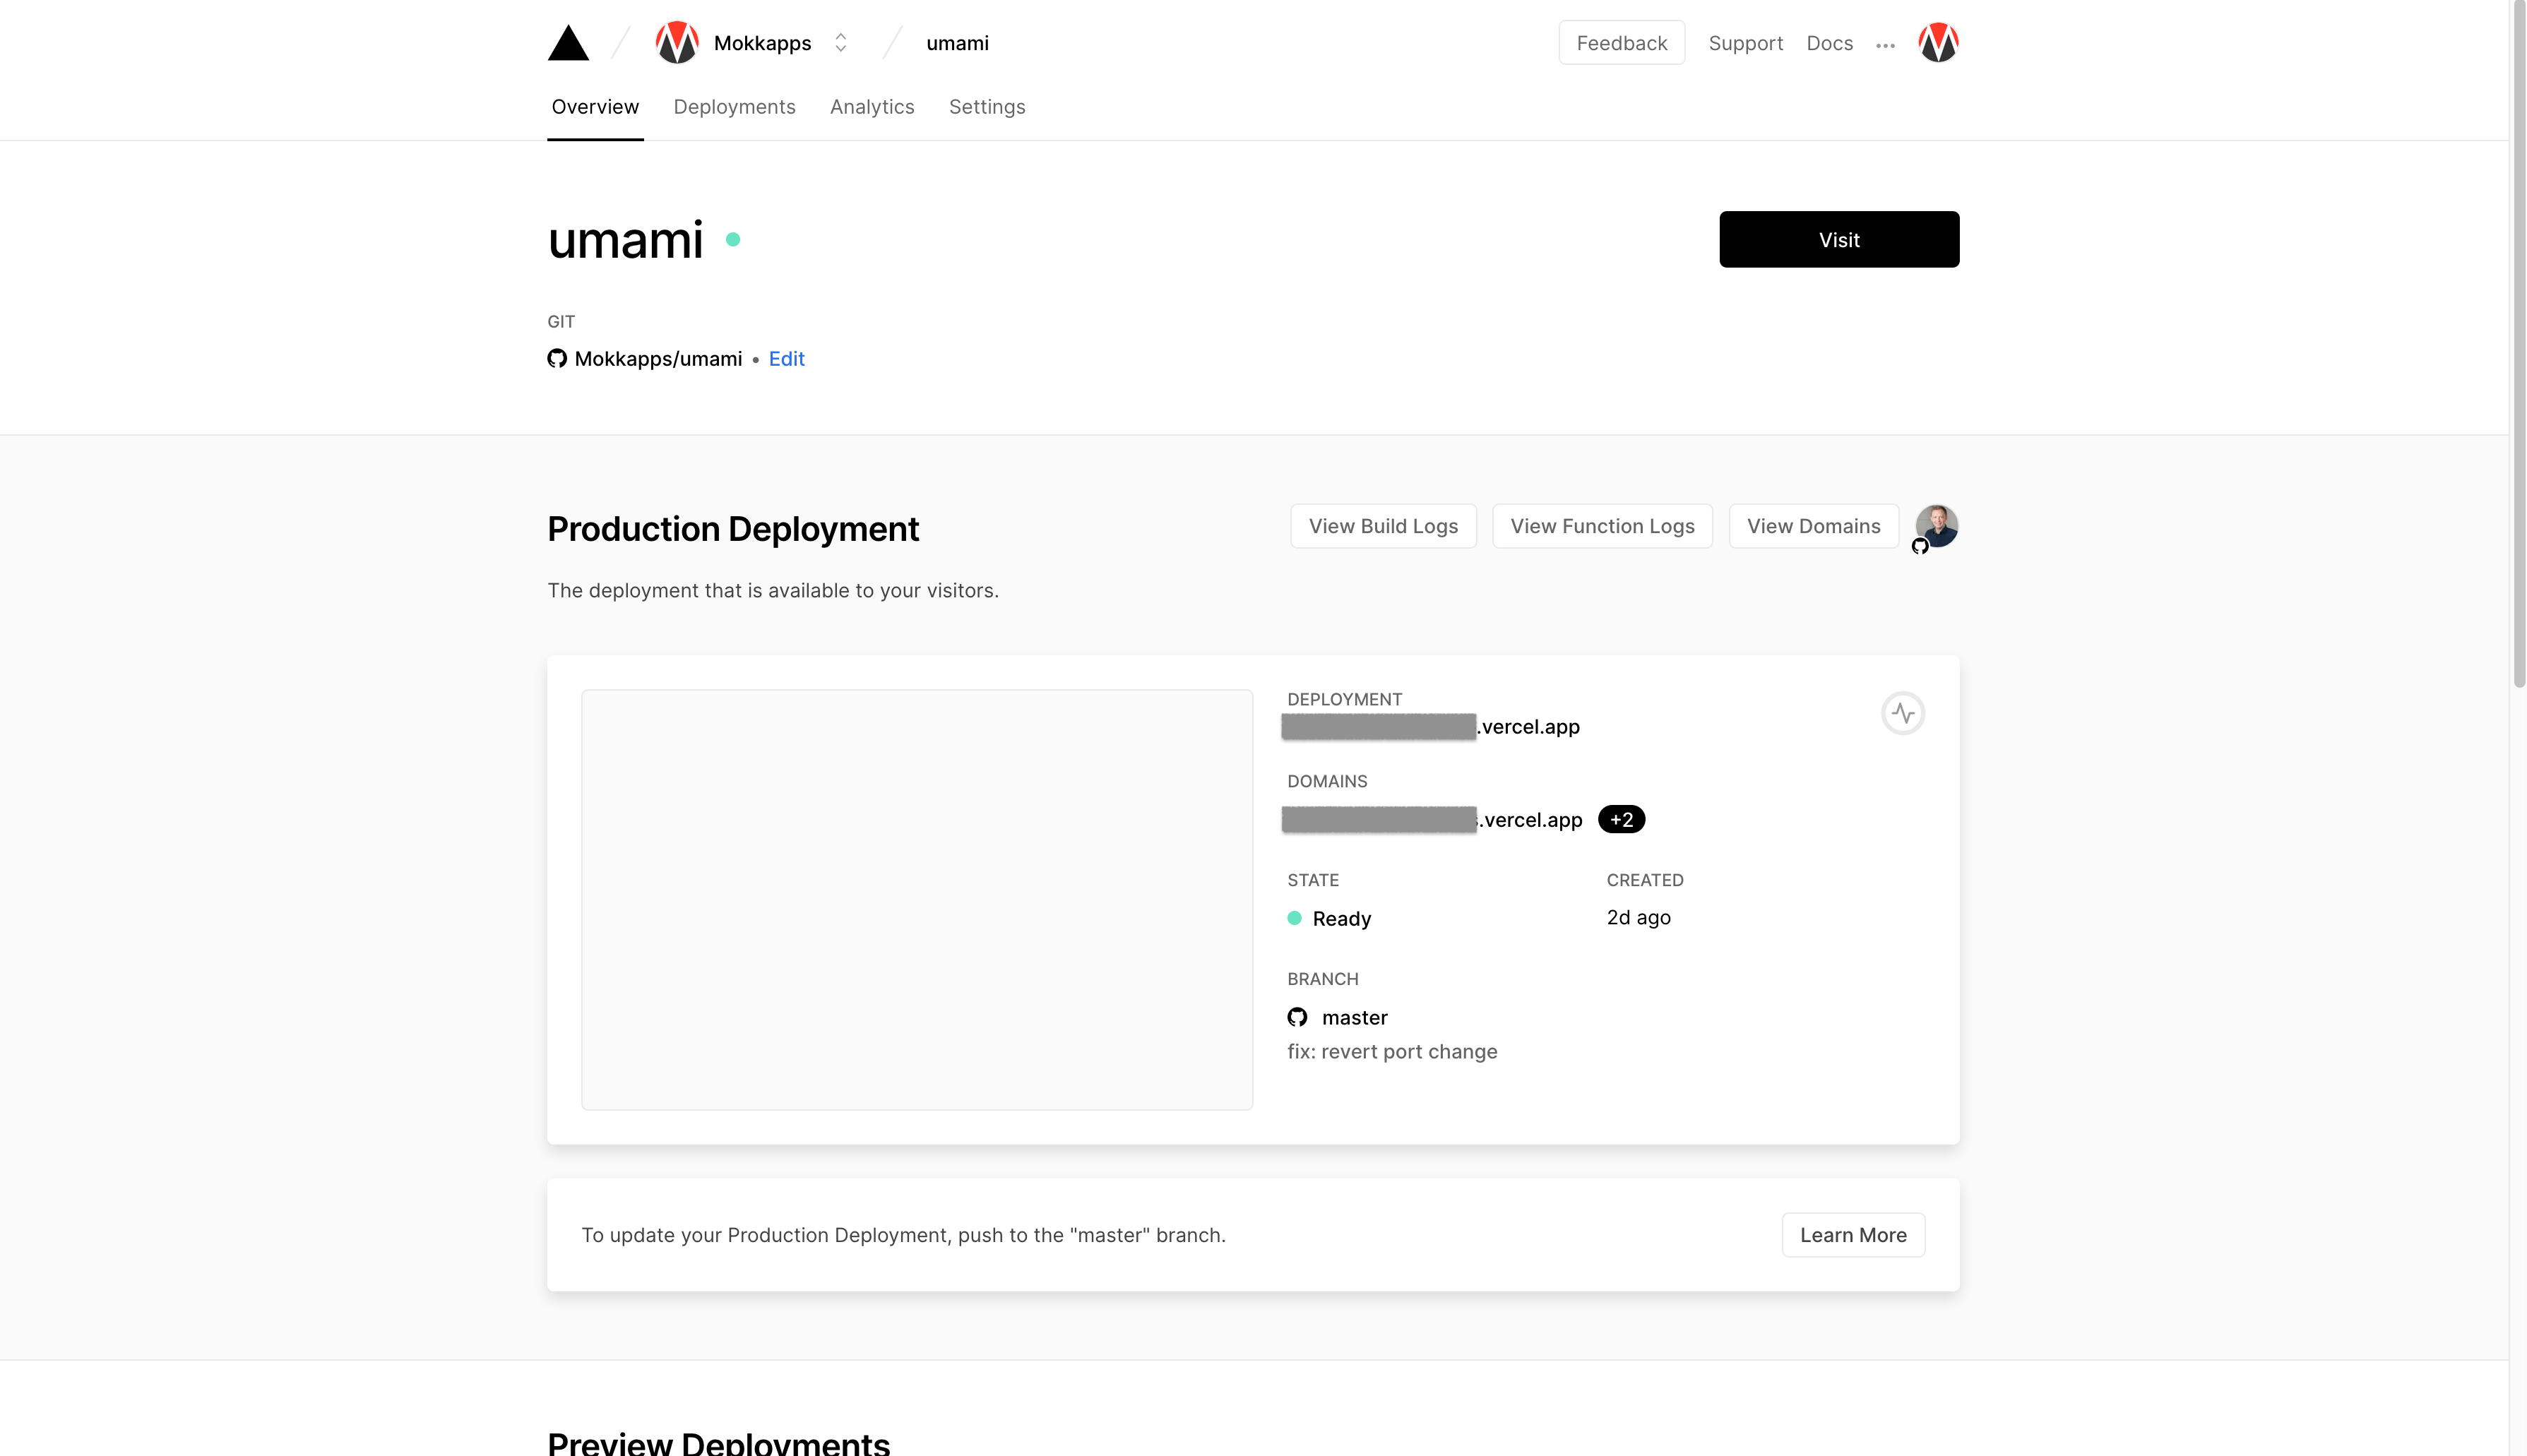 Mokkapps umami Feedback Support Docs
Overview Deployments Analytics Settings
umami Visit
GIT
Mokkapps/umami • Edit
Production Deployment View Build Logs View Function Logs View Domains
The deployment that is available to your visitors.
DEPLOYMENT
.vercel.app
DOMAINS
.vercel.app +2
STATE CREATED
Ready 2d ago
BRANCH
master
fix: revert port change
To update your Production Deployment, push to the "master" branch. Learn More
Preview Deployments